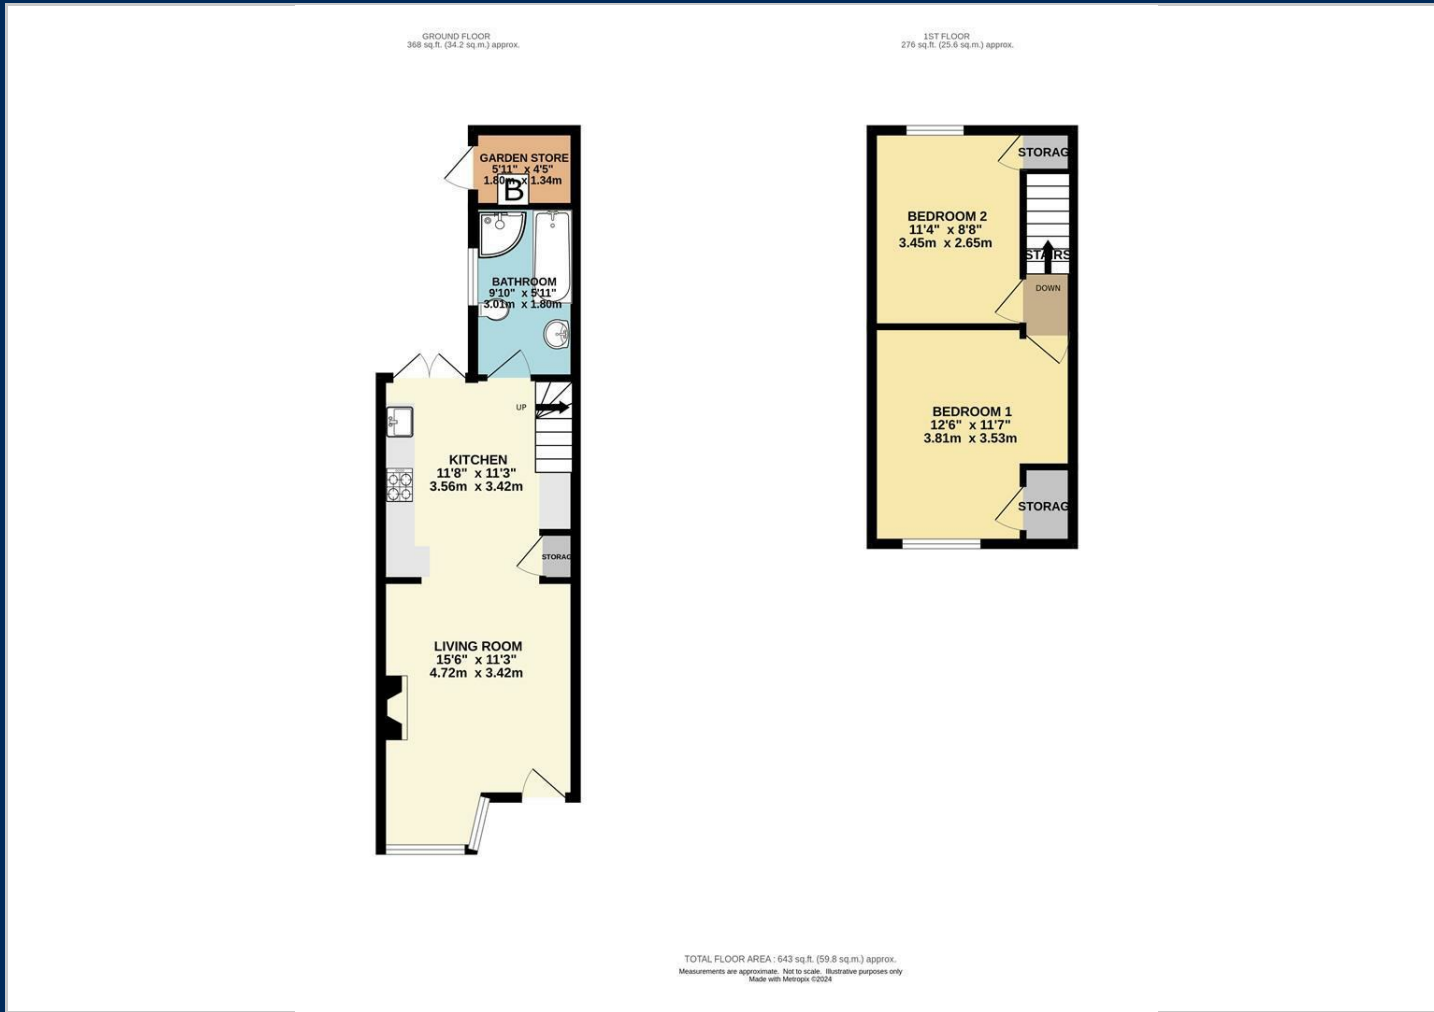 GROUND FLOOR
368 sq.ft. (34.2 sq.m.) approx.
1ST FLOOR
276 sq.ft. (25.6 sq.m.) approx.
GARDEN STORE
5'11" x 4'5"
1.80m x 1.34m
B
BATHROOM
9'10" x 5'11"
3.01m x 1.80m
UP
KITCHEN
11'8" x 11'3"
3.56m x 3.42m
STORAG
LIVING ROOM
15'6" x 11'3"
4.72m x 3.42m
STORAG
BEDROOM 2
11'4" x 8'8"
3.45m x 2.65m
STAIRS
DOWN
BEDROOM 1
12'6" x 11'7"
3.81m x 3.53m
STORAG
TOTAL FLOOR AREA : 643 sq.ft. (59.8 sq.m.) approx.
Measurements are approximate. Not to scale. Illustrative purposes only
Made with Metropix ©2024